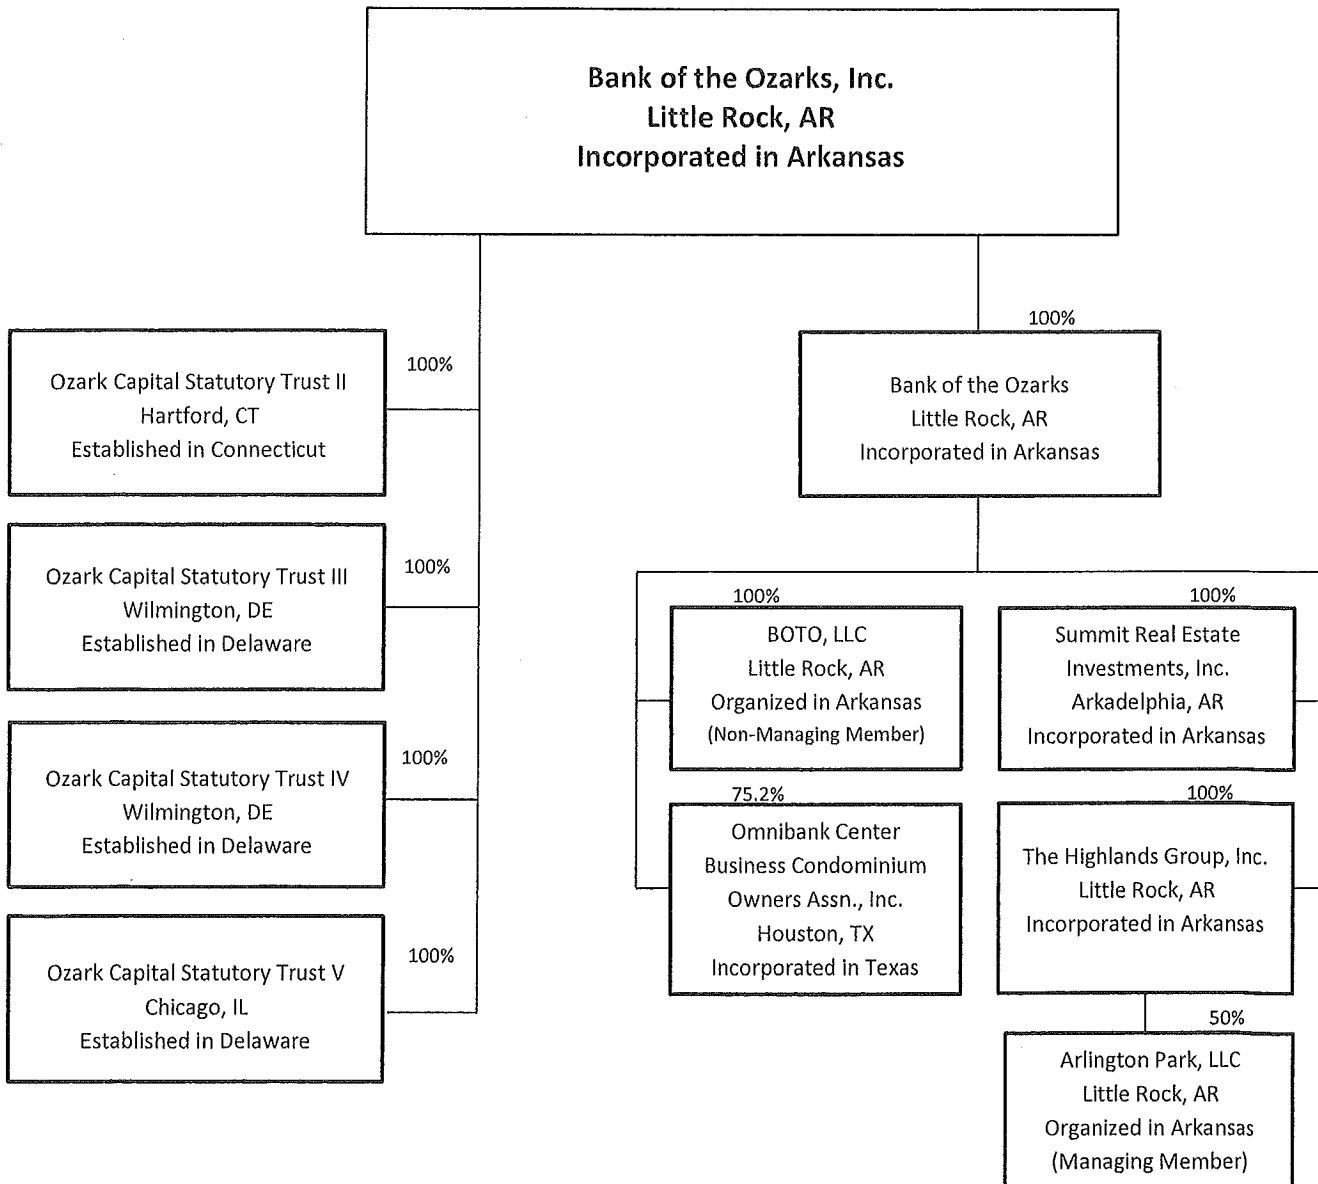 Bank of the Ozarks, Inc.
Little Rock, AR
Incorporated in Arkansas
100%
Ozark Capital Statutory Trust II
Hartford, CT
Established in Connecticut
100%
Ozark Capital Statutory Trust III
Wilmington, DE
Established in Delaware
100%
Ozark Capital Statutory Trust IV
Wilmington, DE
Established in Delaware
100%
Ozark Capital Statutory Trust V
Chicago, IL
Established in Delaware
100%
Bank of the Ozarks
Little Rock, AR
Incorporated in Arkansas
100%
BOTO, LLC
Little Rock, AR
Organized in Arkansas
(Non-Managing Member)
100%
Summit Real Estate
Investments, Inc.
Arkadelphia, AR
Incorporated in Arkansas
75.2%
Omnibank Center
Business Condominium
Owners Assn., Inc.
Houston, TX
Incorporated in Texas
100%
The Highlands Group, Inc.
Little Rock, AR
Incorporated in Arkansas
50%
Arlington Park, LLC
Little Rock, AR
Organized in Arkansas
(Managing Member)